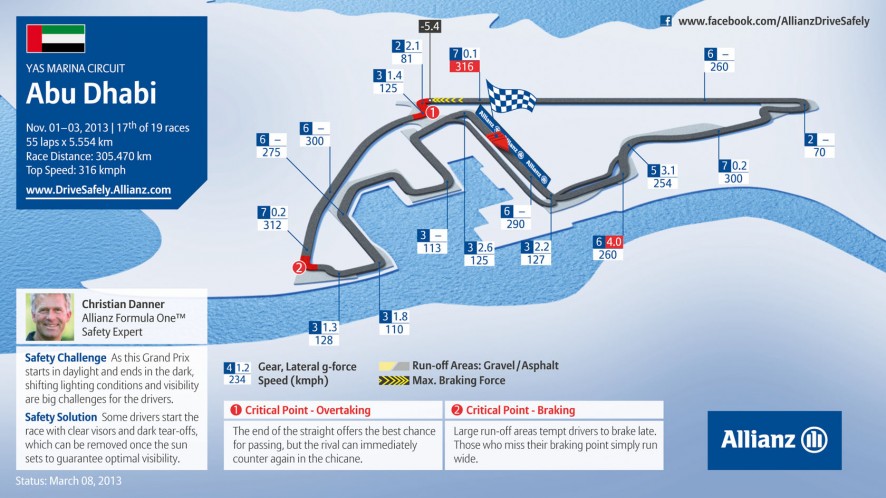 YAS MARINA CIRCUIT
Abu Dhabi
Nov. 01–03, 2013 | 17th of 19 races
55 laps x 5.554 km
Race Distance: 305.470 km
Top Speed: 316 kmph
www.DriveSafely.Allianz.com
www.facebook.com/AllianzDriveSafely
-5.4
2 2.1
81
3 1.4
125
7 0.1
316
6 –
260
6 –
300
6 –
275
2 –
70
5 3.1
254
7 0.2
300
7 0.2
312
6 –
290
3 –
113
3 2.6
125
3 2.2
127
6 4.0
260
3 1.8
110
3 1.3
128
1
2
Allianz
Allianz
Allianz
Christian Danner
Allianz Formula One™
Safety Expert
Safety Challenge As this Grand Prix
starts in daylight and ends in the dark,
shifting lighting conditions and visibility
are big challenges for the drivers.
Safety Solution Some drivers start the
race with clear visors and dark tear-offs,
which can be removed once the sun
sets to guarantee optimal visibility.
4 1.2
234
Gear, Lateral g-force
Speed (kmph)
Run-off Areas: Gravel/Asphalt
Max. Braking Force
1 Critical Point - Overtaking
The end of the straight offers the best chance
for passing, but the rival can immediately
counter again in the chicane.
2 Critical Point - Braking
Large run-off areas tempt drivers to brake late.
Those who miss their braking point simply run
wide.
Allianz
Status: March 08, 2013